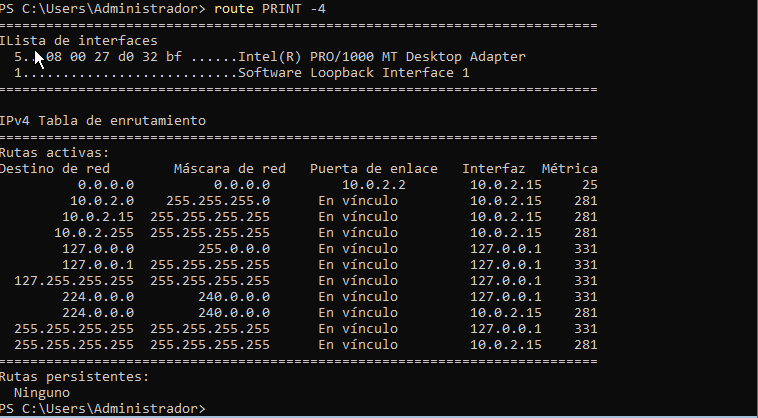 PS C:\Users\Administrador> route PRINT -4
===========================================================================
ILista de interfaces
  5...08 00 27 d0 32 bf ......Intel(R) PRO/1000 MT Desktop Adapter
  1...........................Software Loopback Interface 1
===========================================================================
IPv4 Tabla de enrutamiento
===========================================================================
Rutas activas:
Destino de red        Máscara de red   Puerta de enlace   Interfaz  Métrica
          0.0.0.0          0.0.0.0         10.0.2.2        10.0.2.15     25
         10.0.2.0    255.255.255.0      En vínculo         10.0.2.15    281
        10.0.2.15  255.255.255.255      En vínculo         10.0.2.15    281
       10.0.2.255  255.255.255.255      En vínculo         10.0.2.15    281
        127.0.0.0        255.0.0.0      En vínculo         127.0.0.1    331
        127.0.0.1  255.255.255.255      En vínculo         127.0.0.1    331
  127.255.255.255  255.255.255.255      En vínculo         127.0.0.1    331
        224.0.0.0        240.0.0.0      En vínculo         127.0.0.1    331
        224.0.0.0        240.0.0.0      En vínculo         10.0.2.15    281
  255.255.255.255  255.255.255.255      En vínculo         127.0.0.1    331
  255.255.255.255  255.255.255.255      En vínculo         10.0.2.15    281
===========================================================================
Rutas persistentes:
  Ninguno
PS C:\Users\Administrador>